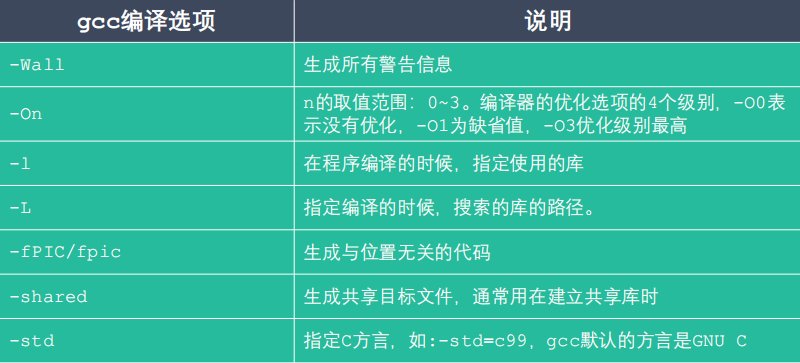 gcc编译选项 说明
-Wall 生成所有警告信息
-On n的取值范围：0~3。编译器的优化选项的4个级别，-O0表
示没有优化，-O1为缺省值，-O3优化级别最高
-l 在程序编译的时候，指定使用的库
-L 指定编译的时候，搜索的库的路径。
-fPIC/fpic 生成与位置无关的代码
-shared 生成共享目标文件，通常用在建立共享库时
-std 指定C方言，如:-std=c99，gcc默认的方言是GNU C